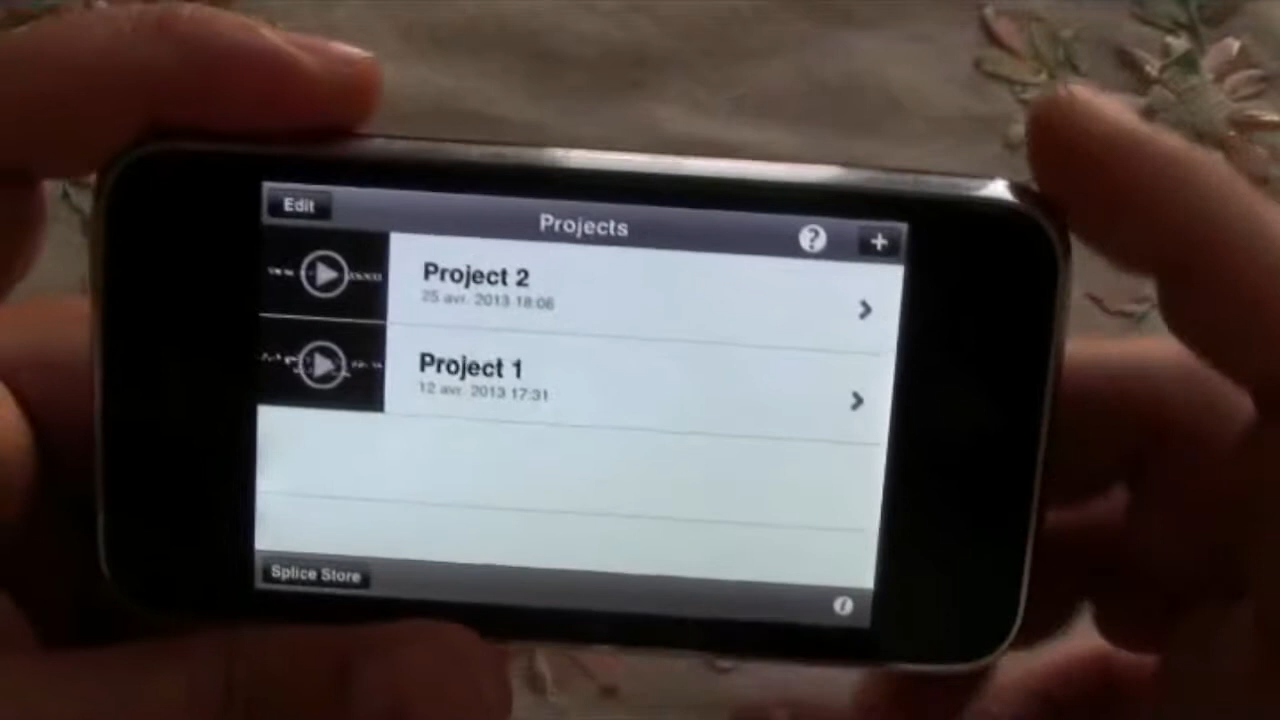 Edit
Projects
?
+
Project 2
25 avr. 2013 18:06
Project 1
12 avr. 2013 17:31
Splice Store
i